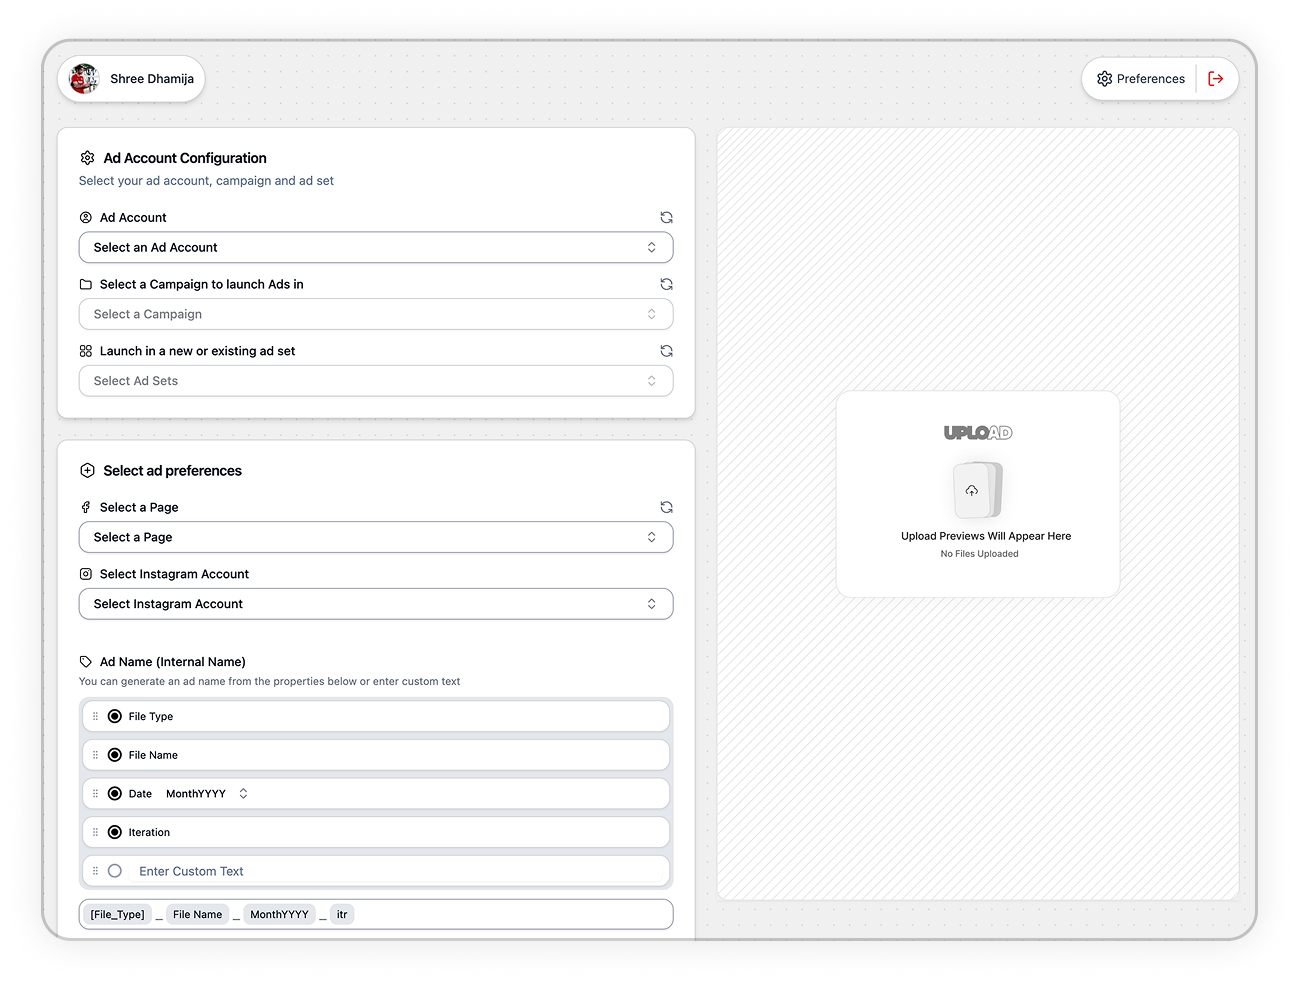 Shree Dhamija
Preferences
Ad Account Configuration
Select your ad account, campaign and ad set
Ad Account
Select an Ad Account
Select a Campaign to launch Ads in
Select a Campaign
Launch in a new or existing ad set
Select Ad Sets
Select ad preferences
Select a Page
Select a Page
Select Instagram Account
Select Instagram Account
Ad Name (Internal Name)
You can generate an ad name from the properties below or enter custom text
File Type
File Name
Date MonthYYYY
Iteration
Enter Custom Text
[File_Type] _ File Name _ MonthYYYY _ itr
UPLOAD
Upload Previews Will Appear Here
No Files Uploaded